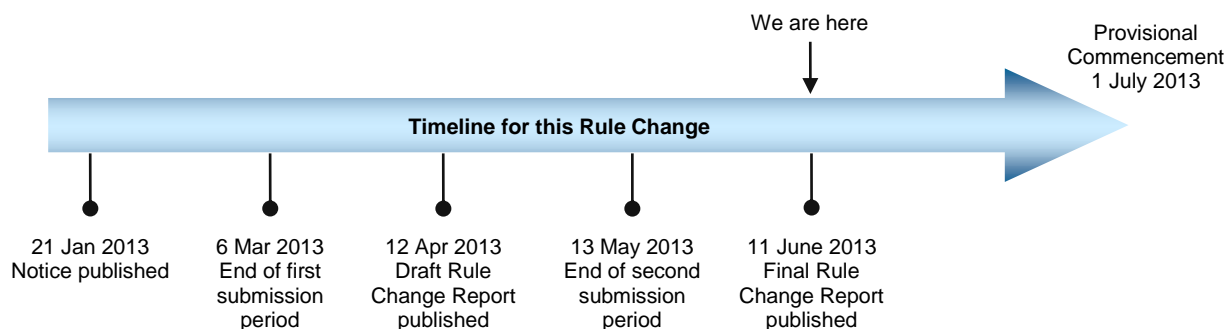 We are here
Provisional
Commencement
1 July 2013
Timeline for this Rule Change
21 Jan 2013
Notice published
6 Mar 2013
End of first
submission
period
12 Apr 2013
Draft Rule
Change Report
published
13 May 2013
End of second
submission
period
11 June 2013
Final Rule
Change Report
published